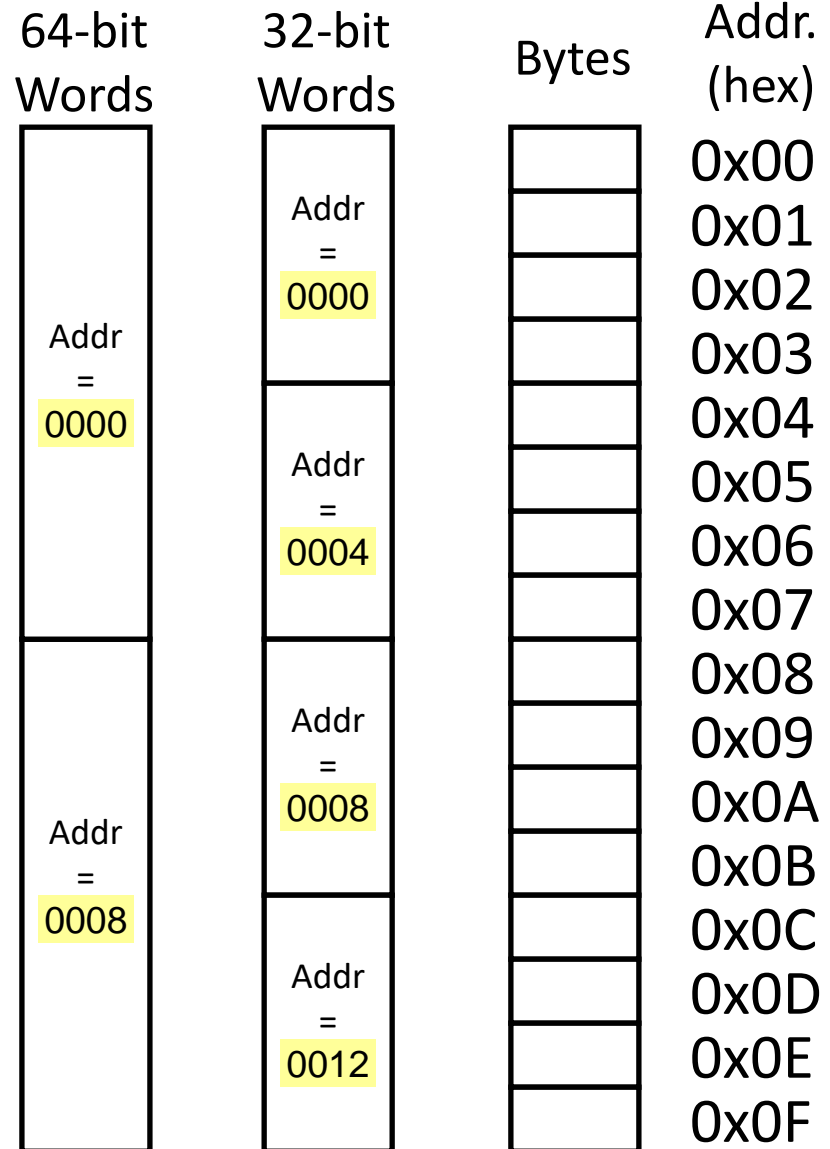 64-bit
Words
32-bit
Words
Bytes
Addr.
(hex)
Addr
=
0000
Addr
=
0008
Addr
=
0000
Addr
=
0004
Addr
=
0008
Addr
=
0012
0x00
0x01
0x02
0x03
0x04
0x05
0x06
0x07
0x08
0x09
0x0A
0x0B
0x0C
0x0D
0x0E
0x0F